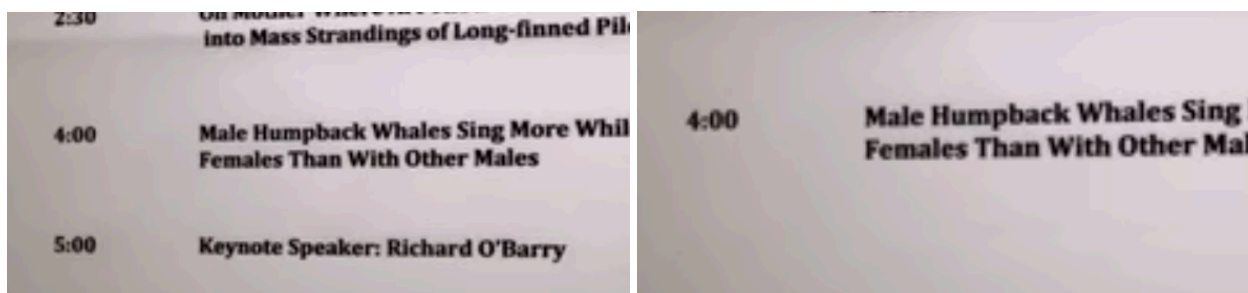 2:30
into Mass Strandings of Long-finned
4:00 Male Humpback Whales Sing More
Females Than With Other Males
5:00 Keynote Speaker: Richard O'Barry
4:00 Male Humpback Whales Sing
Females Than With Other